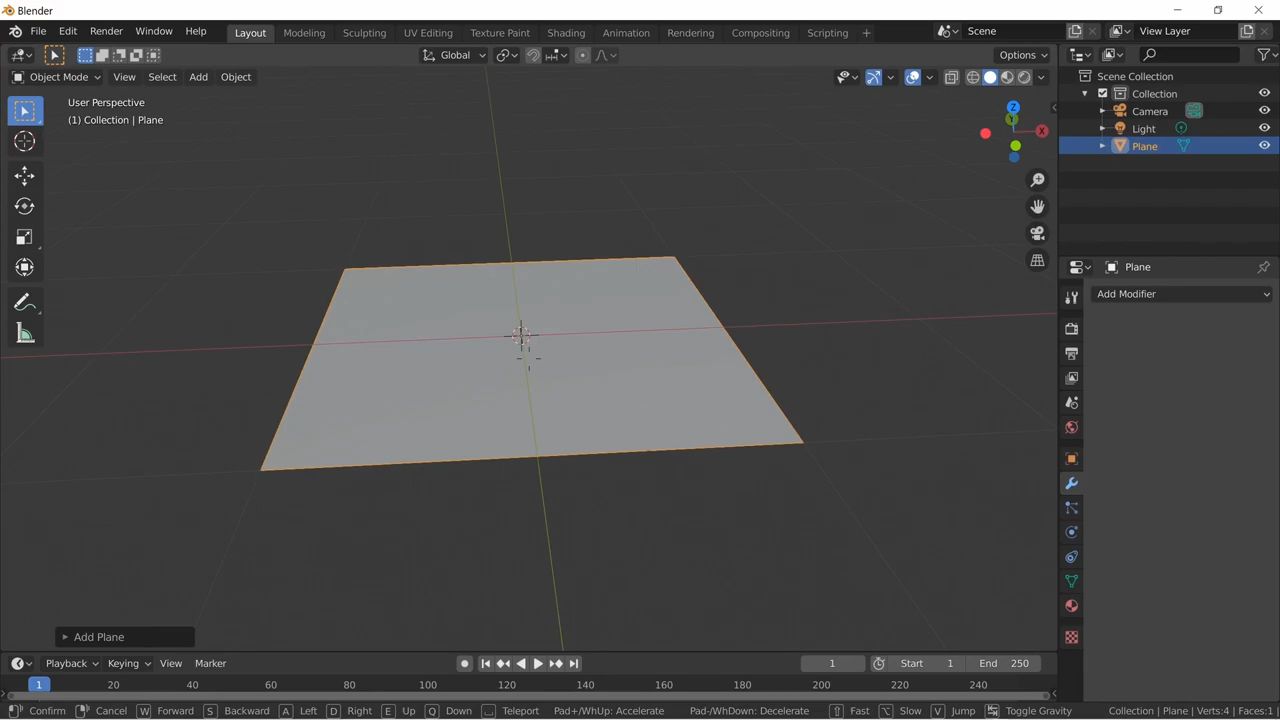 Blender
File Edit Render Window Help Layout Modeling Sculpting UV Editing Texture Paint Shading Animation Rendering Compositing Scripting + Scene View Layer
Global Options
Object Mode View Select Add Object
User Perspective
(1) Collection | Plane
Z
Y
X
Scene Collection
Collection
Camera
Light
Plane
Plane
Add Modifier
Add Plane
Playback Keying View Marker 1 Start 1 End 250
1 20 40 60 80 100 120 140 160 180 200 220 240
Confirm Cancel W Forward S Backward A Left D Right E Up Q Down Teleport Pad+/WhUp: Accelerate Pad-/WhDown: Decelerate Fast Slow V Jump Toggle Gravity Collection | Plane | Verts:4 | Faces:1 |